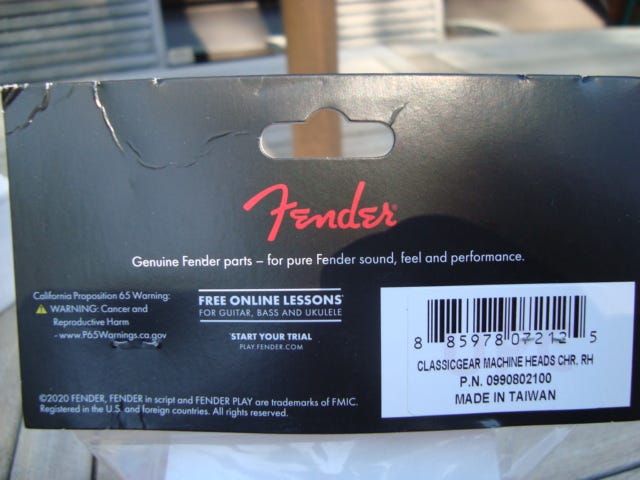 Fender
Genuine Fender parts – for pure Fender sound, feel and performance.
California Proposition 65 Warning:
WARNING: Cancer and
Reproductive Harm
- www.P65Warnings.ca.gov
FREE ONLINE LESSONS*
FOR GUITAR, BASS AND UKULELE
*START YOUR TRIAL
PLAY.FENDER.COM
8 85978 07212 5
CLASSICGEAR MACHINE HEADS CHR. RH
P.N. 0990802100
MADE IN TAIWAN
©2020 FENDER, FENDER in script and FENDER PLAY are trademarks of FMIC.
Registered in the U.S. and foreign countries. All rights reserved.